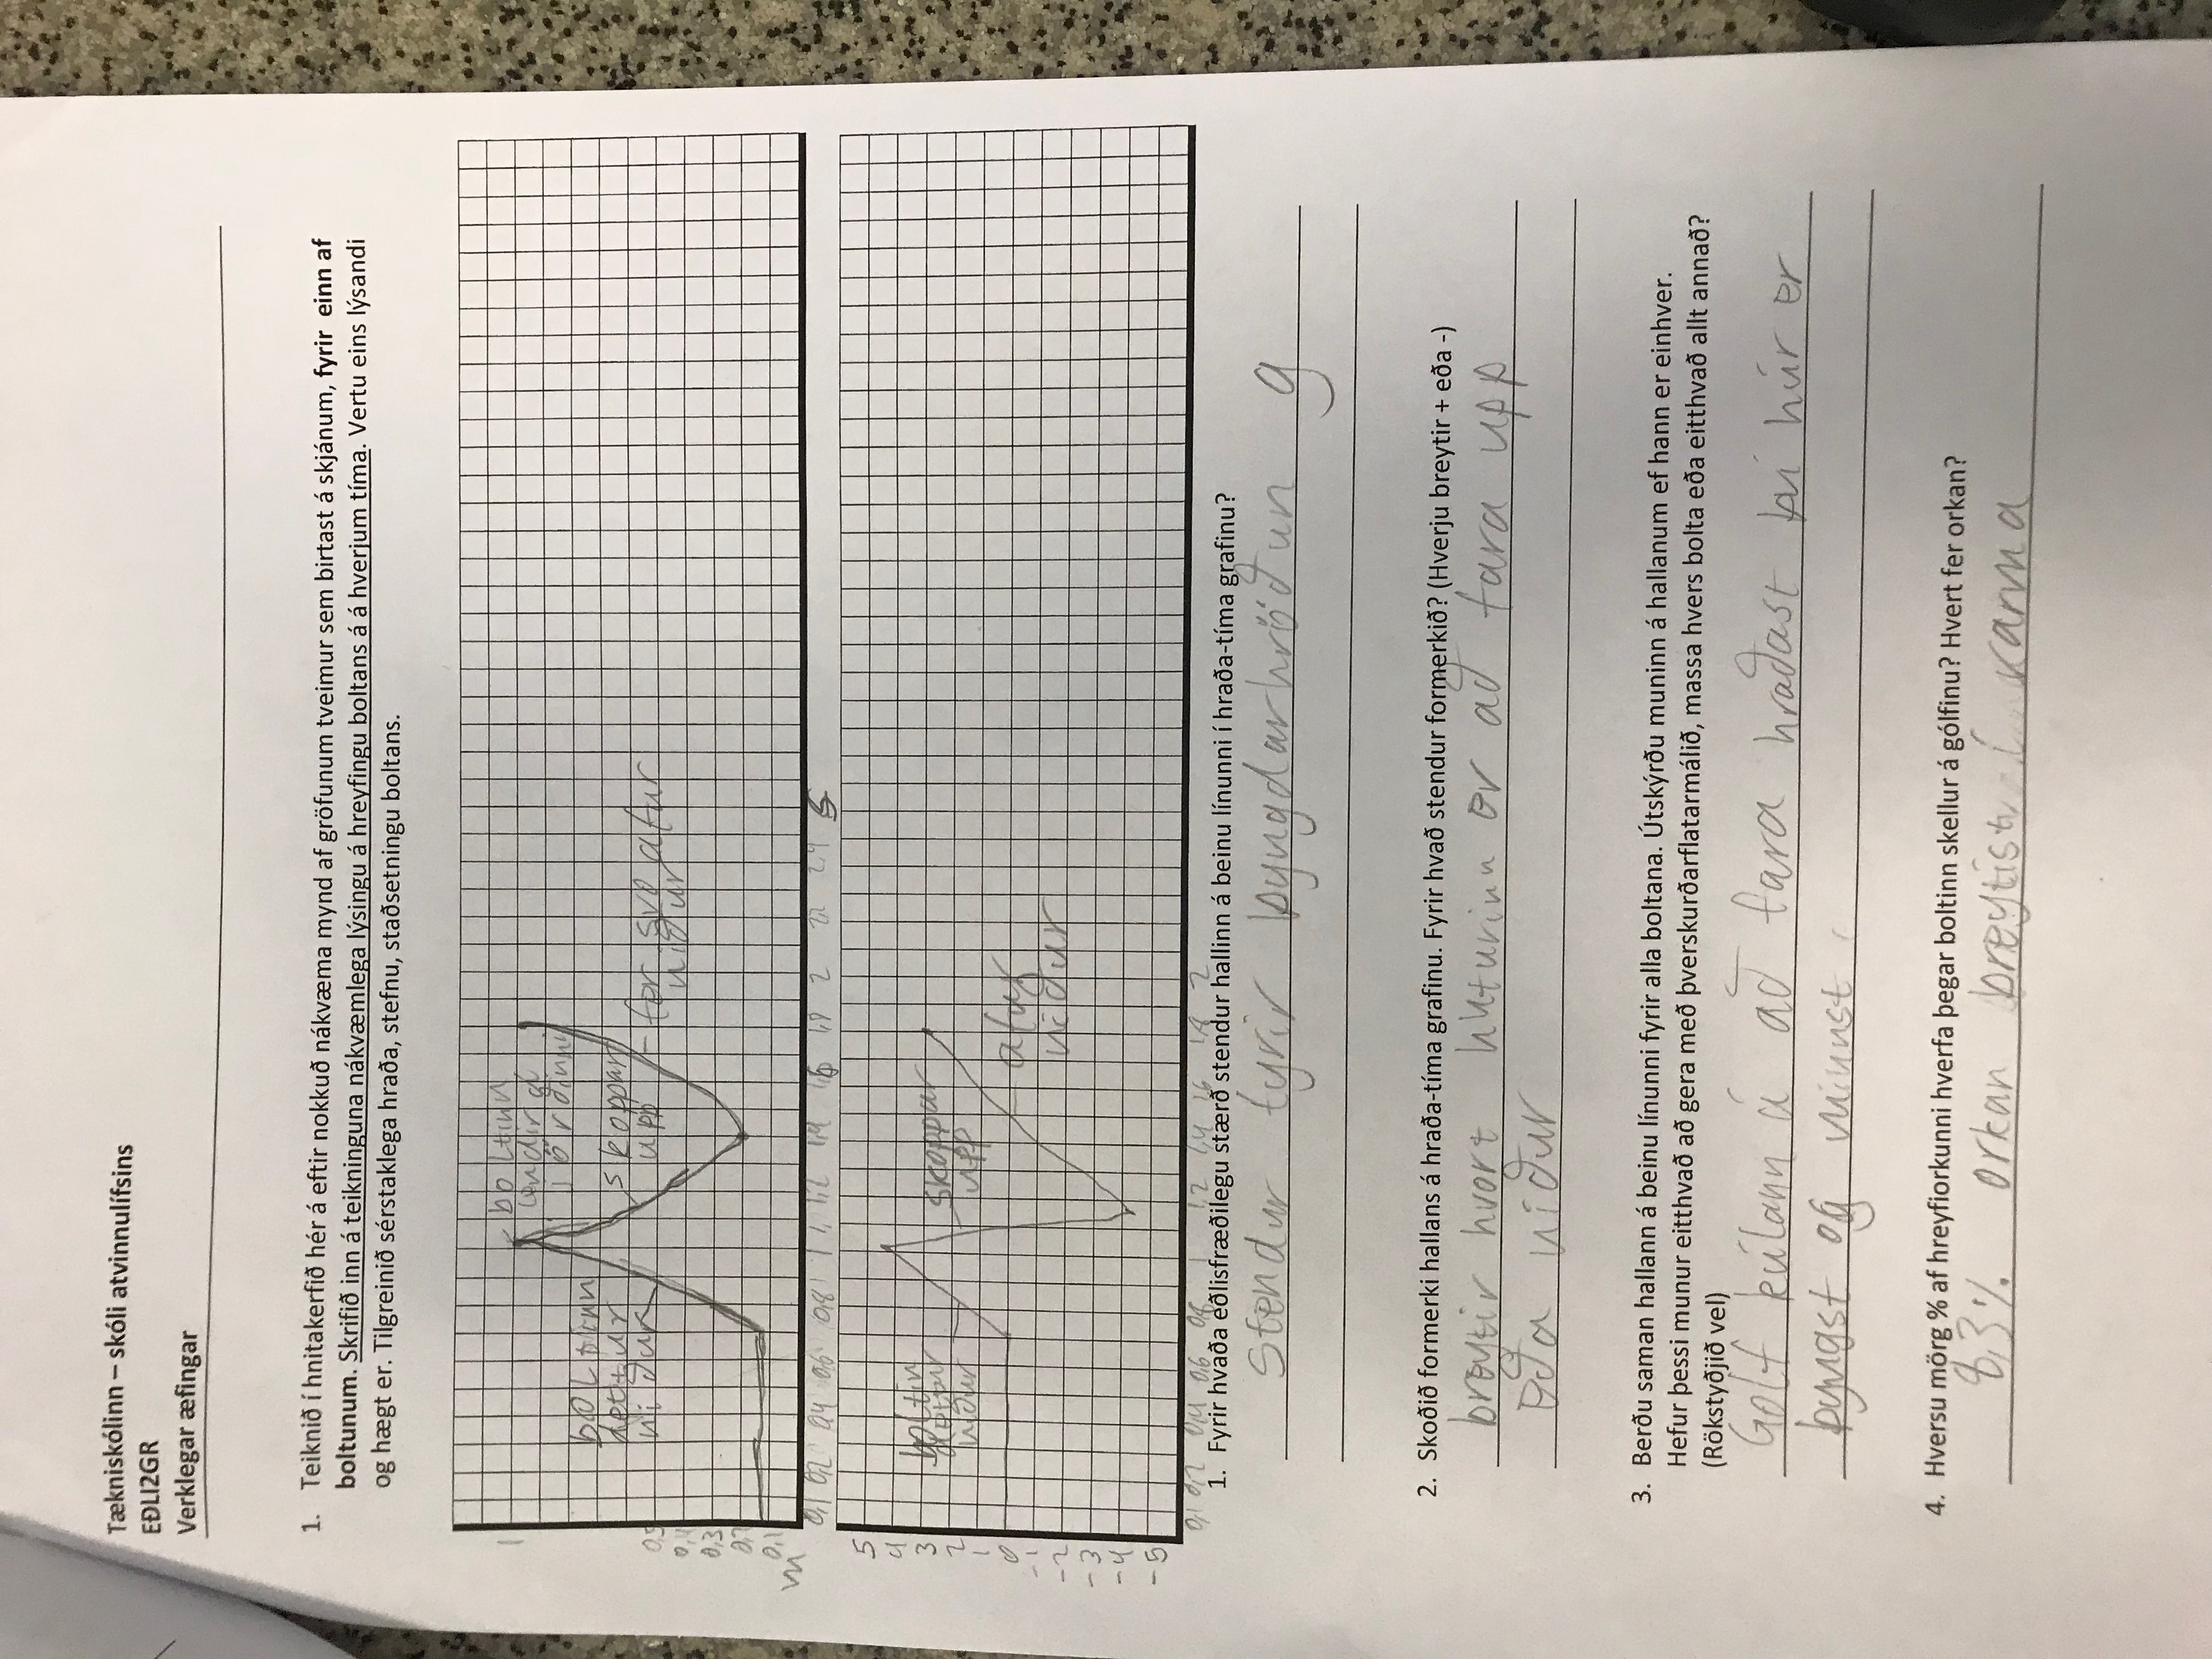 Tækniskólinn – skóli atvinnulífsins
EÐLI2GR
Verklegar æfingar
1. Teiknið í hnitakerfið hér á eftir nokkuð nákvæma mynd af gröfunum tveimur sem birtast á skjánum, fyrir einn af
boltunum. Skrifið inn á teikninguna nákvæmlega lýsingu á hreyfingu boltans á á hverjum tíma. Vertu eins lýsandi
og hægt er. Tilgreinið sérstaklega hraða, stefnu, staðsetningu boltans.
1
boltinn
lendir á
jörðinni
boltinn
dettur
niður
skoppar
upp
fer svo aftur
niður
0,5
0,4
0,3
0,2
0,1
m
0,1 0,2 0,4 0,6 0,8 1 1,2 1,4 1,6 1,8 2 2,2 2,4 s
5
4
3
2
1
0
-1
-2
-3
-4
-5
boltin
dettur
niður
skoppar
upp
aftur
niður
0,1 0,2 0,4 0,6 0,8 1 1,2 1,4 1,6 1,8 2
1. Fyrir hvaða eðlisfræðilegu stærð stendur hallinn á beinu línunni í hraða-tíma grafinu?
Stendur fyrir þyngdarhröðun g
2. Skoðið formerki hallans á hraða-tíma grafinu. Fyrir hvað stendur formerkið? (Hverju breytir + eða -)
breytir hvort hluturinn er að fara upp
eða niður
3. Berðu saman hallann á beinu línunni fyrir alla boltana. Útskýrðu muninn á hallanum ef hann er einhver.
Hefur þessi munur eitthvað að gera með þverskurðarflatarmálið, massa hvers bolta eða eitthvað allt annað?
(Rökstyðjið vel)
Golf kúlann á að fara hraðast þvi hún er
þyngst og minnst
4. Hversu mörg % af hreyfiorkunni hverfa þegar boltinn skellur á gólfinu? Hvert fer orkan?
8,3% orkan breytist í varma